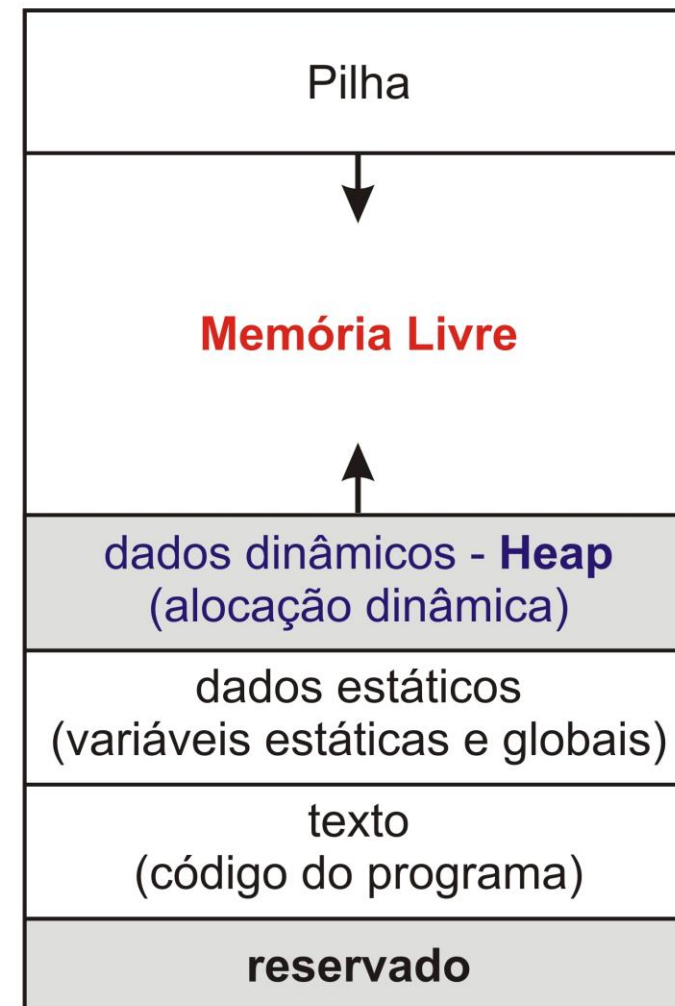 Pilha
Memória Livre
dados dinâmicos - Heap
(alocação dinâmica)
dados estáticos
(variáveis estáticas e globais)
texto
(código do programa)
reservado